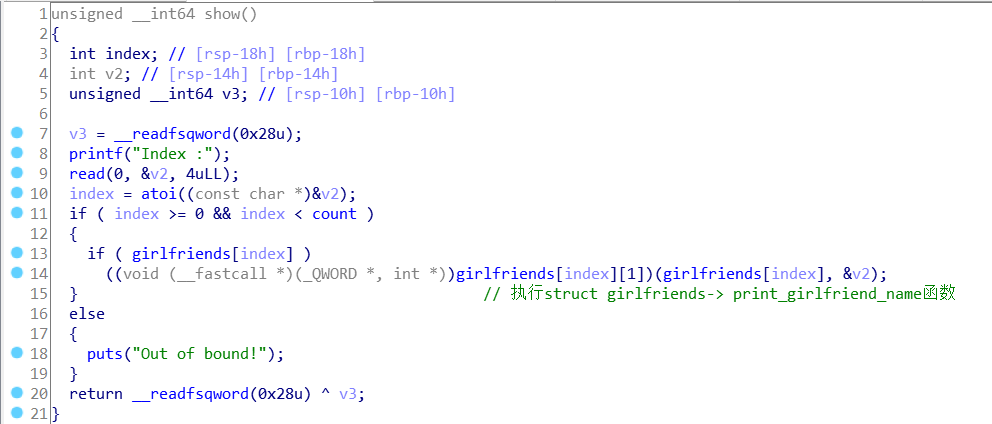 1 unsigned __int64 show()
2 {
3 int index; // [rsp-18h] [rbp-18h]
4 int v2; // [rsp-14h] [rbp-14h]
5 unsigned __int64 v3; // [rsp-10h] [rbp-10h]
6
7 v3 = __readfsqword(0x28u);
8 printf("Index :");
9 read(0, &v2, 4uLL);
10 index = atoi((const char *)&v2);
11 if ( index >= 0 && index < count )
12 {
13 if ( girlfriends[index] )
14 ((void (__fastcall *)(_QWORD *, int *))girlfriends[index][1])(girlfriends[index], &v2);
15 } // 执行struct girlfriends-> print_girlfriend_name函数
16 else
17 {
18 puts("Out of bound!");
19 }
20 return __readfsqword(0x28u) ^ v3;
21 }